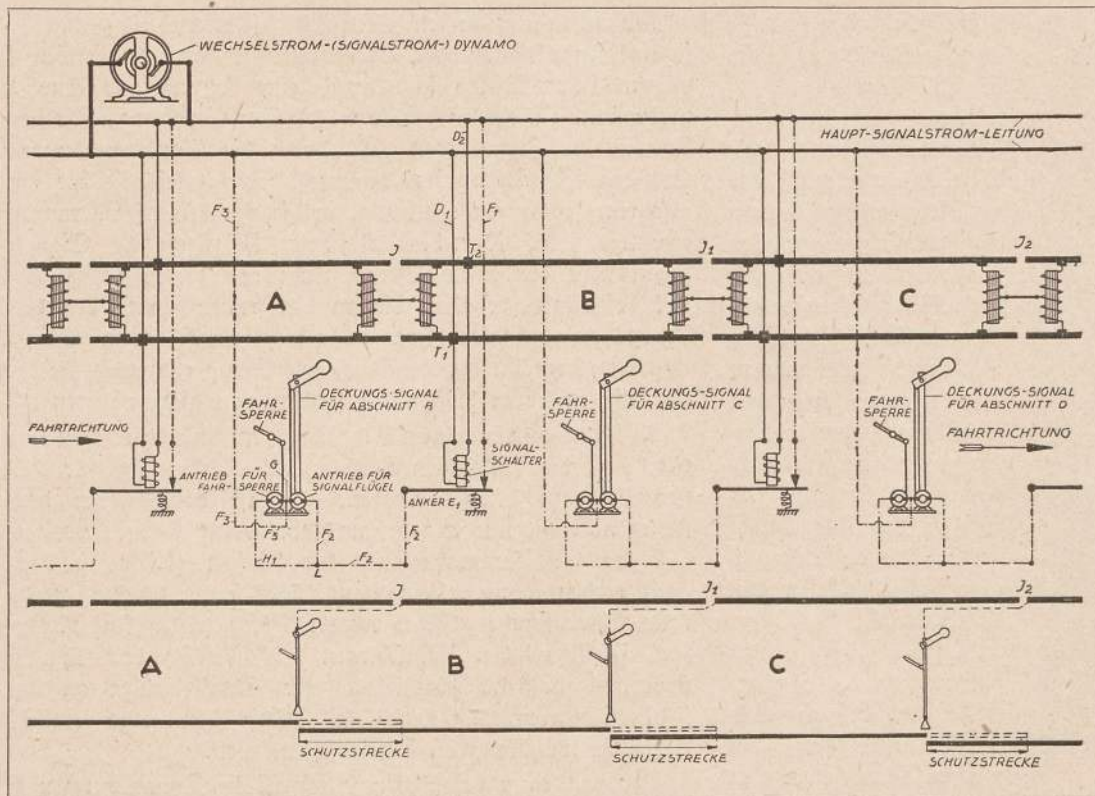 WECHSELSTROM-(SIGNALSTROM-) DYNAMO
HAUPT-SIGNALSTROM-LEITUNG
D2
F3
D1
F1
J
T2
J1
J2
A
B
C
T1
FAHRTRICHTUNG
FAHR-
SPERRE
DECKUNGS-SIGNAL
FÜR ABSCHNITT B
SIGNAL-
SCHALTER
FAHR-
SPERRE
DECKUNGS-SIGNAL
FÜR ABSCHNITT C
FAHR-
SPERRE
DECKUNGS-SIGNAL
FÜR ABSCHNITT D
FAHRTRICHTUNG
ANTRIEB FÜR
FAHR-SPERRE
G
ANTRIEB FÜR
SIGNALFLÜGEL
ANKER E1
F3
F3
F2
F2
H1
F2
L
J
J1
J2
A
B
C
SCHUTZSTRECKE
SCHUTZSTRECKE
SCHUTZSTRECKE